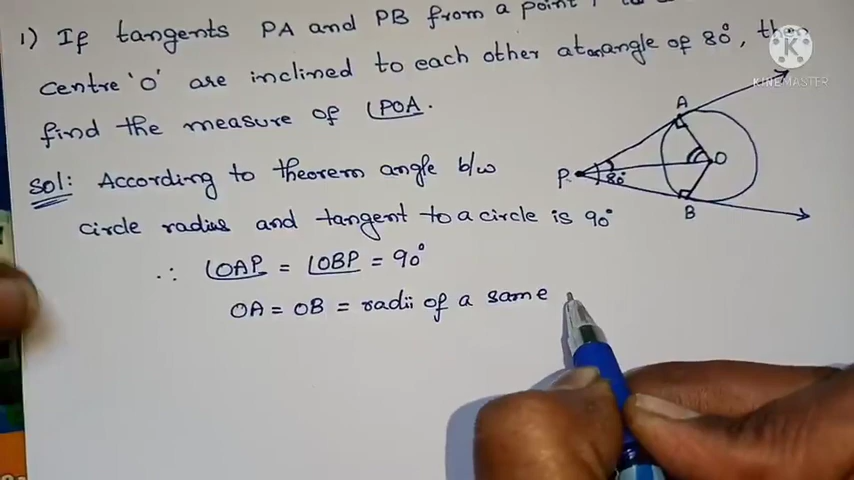 1) If tangents PA and PB from a point
centre 'O' are inclined to each other at an angle of 80°, then
find the measure of ∠POA.
Sol: According to theorem angle b/w
circle radius and tangent to a circle is 90°
∴ ∠OAP = ∠OBP = 90°
OA = OB = radii of a same
A
P
80°
O
B
K
KINEMASTER